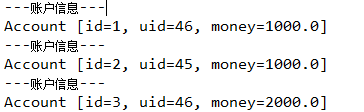 ---账户信息---
Account [id=1, uid=46, money=1000.0]
---账户信息---
Account [id=2, uid=45, money=1000.0]
---账户信息---
Account [id=3, uid=46, money=2000.0]